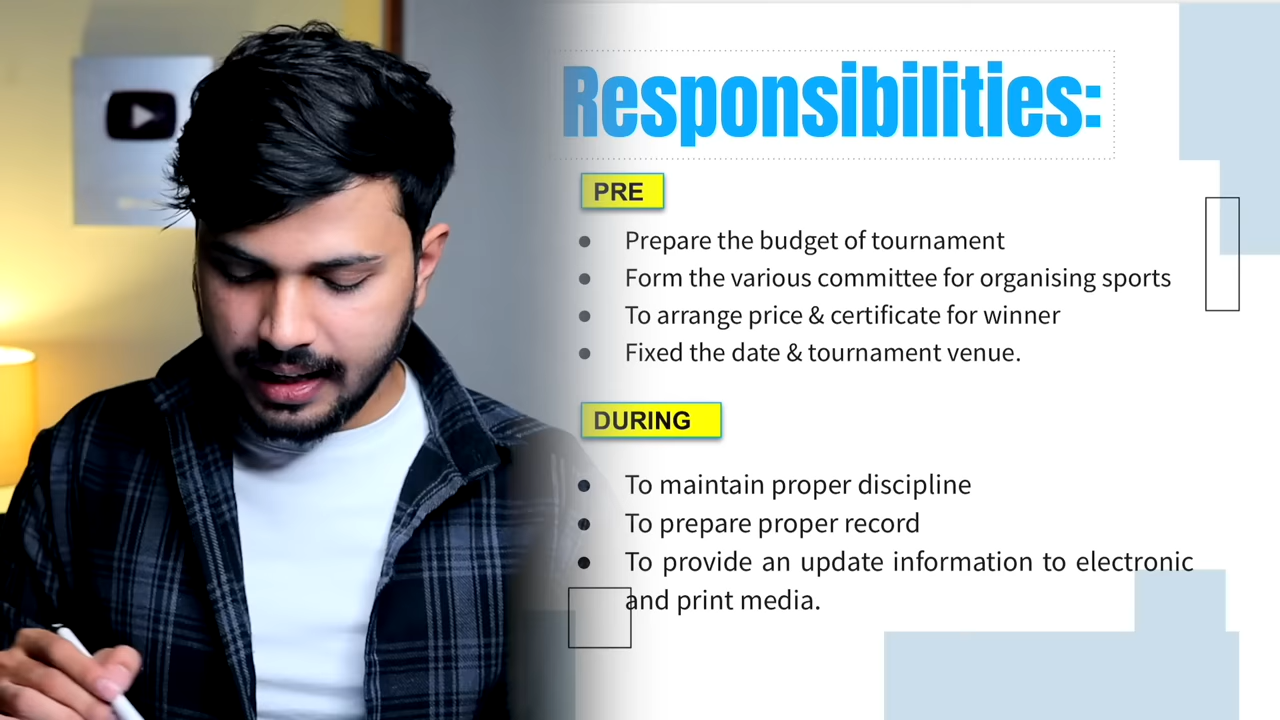 Responsibilities:
PRE
● Prepare the budget of tournament
● Form the various committee for organising sports
● To arrange price & certificate for winner
● Fixed the date & tournament venue.
DURING
● To maintain proper discipline
● To prepare proper record
● To provide an update information to electronic
and print media.